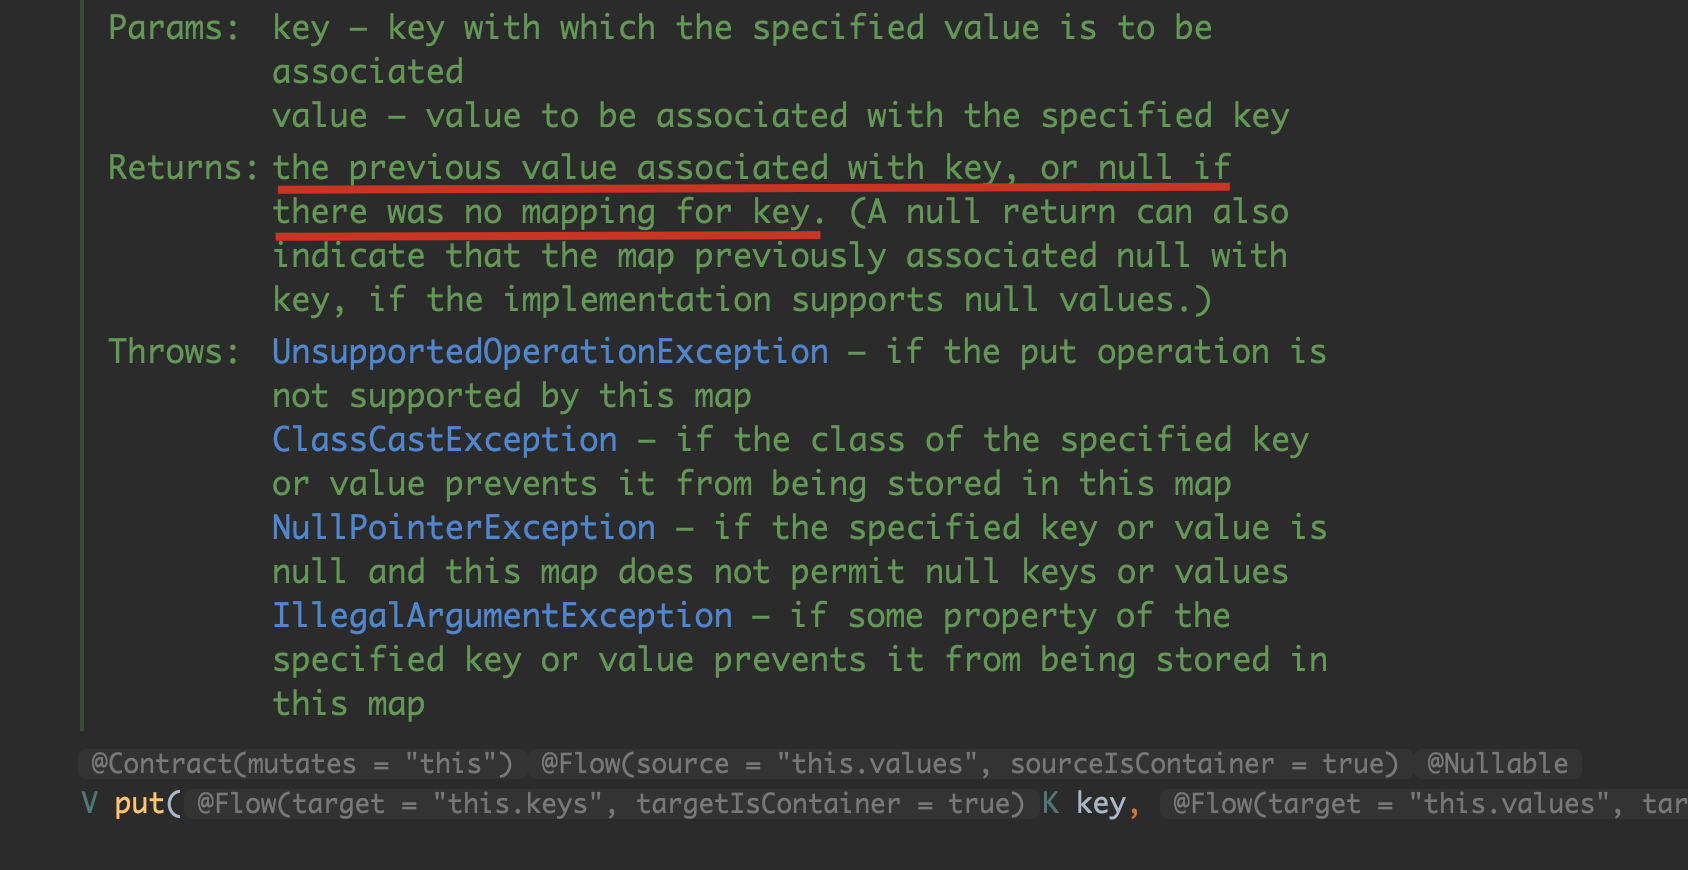 Params: key – key with which the specified value is to be
associated
value – value to be associated with the specified key
Returns: the previous value associated with key, or null if
there was no mapping for key. (A null return can also
indicate that the map previously associated null with
key, if the implementation supports null values.)
Throws: UnsupportedOperationException – if the put operation is
not supported by this map
ClassCastException – if the class of the specified key
or value prevents it from being stored in this map
NullPointerException – if the specified key or value is
null and this map does not permit null keys or values
IllegalArgumentException – if some property of the
specified key or value prevents it from being stored in
this map
@Contract(mutates = "this") @Flow(source = "this.values", sourceIsContainer = true) @Nullable
V put( @Flow(target = "this.keys", targetIsContainer = true) K key, @Flow(target = "this.values", tar